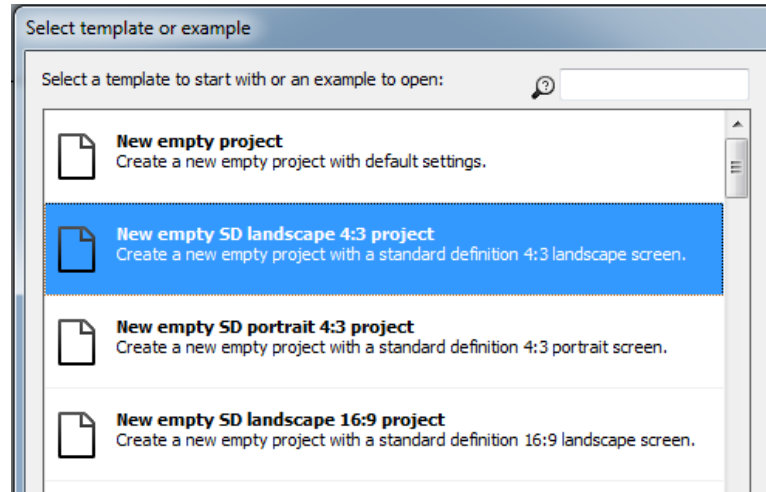 Select template or example
Select a template to start with or an example to open:
New empty project
Create a new empty project with default settings.
New empty SD landscape 4:3 project
Create a new empty project with a standard definition 4:3 landscape screen.
New empty SD portrait 4:3 project
Create a new empty project with a standard definition 4:3 portrait screen.
New empty SD landscape 16:9 project
Create a new empty project with a standard definition 16:9 landscape screen.